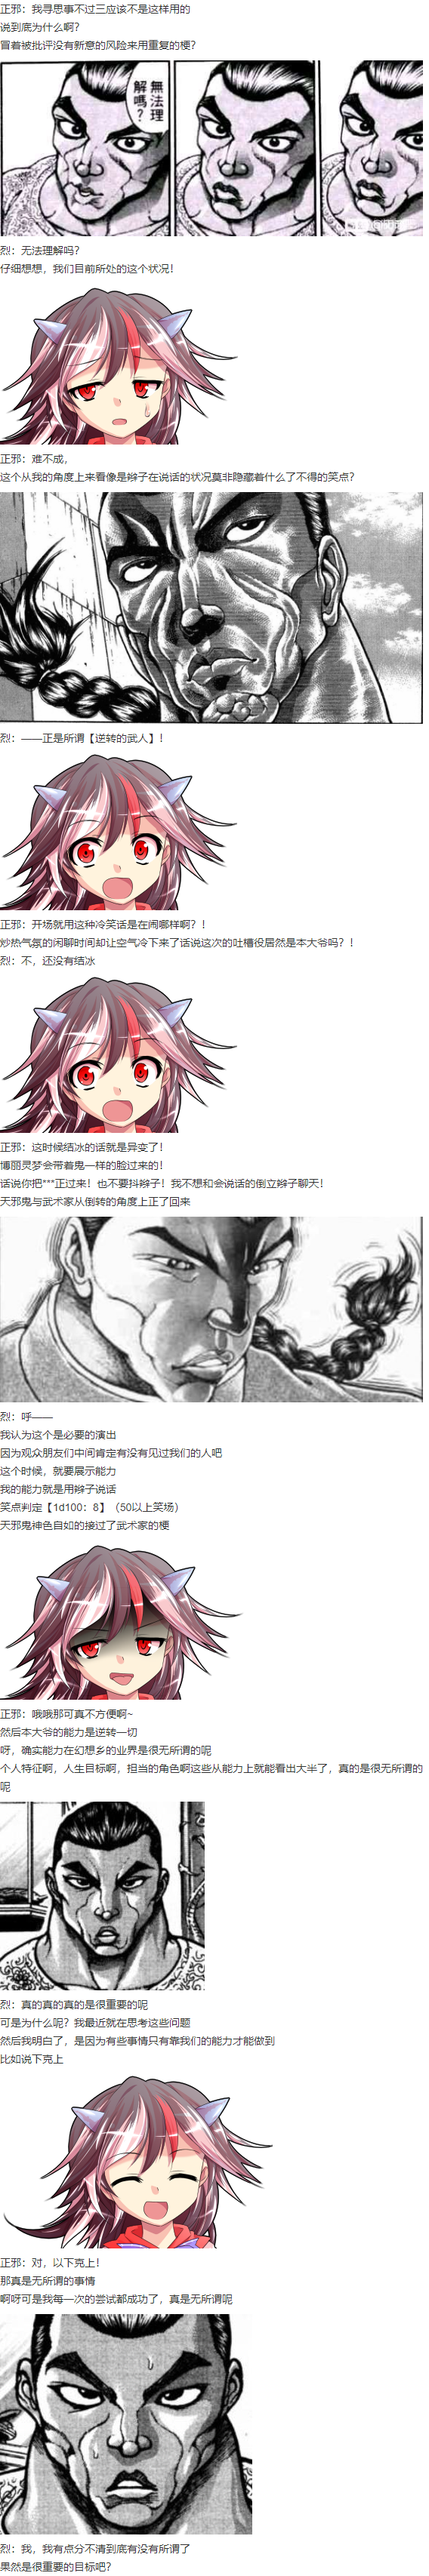 正邪：我寻思事不过三应该不是这样用的
说到底为什么啊？
冒着被批评没有新意的风险来用重复的梗？
無法理
解嗎？
烈：无法理解吗？
仔细想想，我们目前所处的这个状况！
正邪：难不成，
这个从我的角度上来看像是辫子在说话的状况莫非隐藏着什么了不得的笑点？
烈：——正是所谓【逆转的武人】！
正邪：开场就用这种冷笑话是在闹哪样啊？！
炒热气氛的闲聊时间却让空气冷下来了话说这次的吐槽役居然是本大爷吗？！
烈：不，还没有结冰
正邪：这时候结冰的话就是异变了！
博丽灵梦会带着鬼一样的脸过来的！
话说你把***正过来！也不要抖辫子！我不想和会说话的倒立辫子聊天！
天邪鬼与武术家从倒转的角度上正了回来
烈：呼——
我认为这个是必要的演出
因为观众朋友们中间肯定有没有见过我们的人吧
这个时候，就要展示能力
我的能力就是用辫子说话
笑点判定【1d100：8】（50以上笑场）
天邪鬼神色自如的接过了武术家的梗
正邪：哦哦那可真不方便啊~
然后本大爷的能力是逆转一切
呀，确实能力在幻想乡的业界是很无所谓的呢
个人特征啊，人生目标啊，担当的角色啊这些从能力上就能看出大半了，真的是很无所谓的
呢
烈：真的真的真的是很重要的呢
可是为什么呢？我最近就在思考这些问题
然后我明白了，是因为有些事情只有靠我们的能力才能做到
比如说下克上
正邪：对，以下克上！
那真是无所谓的事情
啊呀可是我每一次的尝试都成功了，真是无所谓呢
烈：我，我有点分不清到底有没有所谓了
果然是很重要的目标吧？